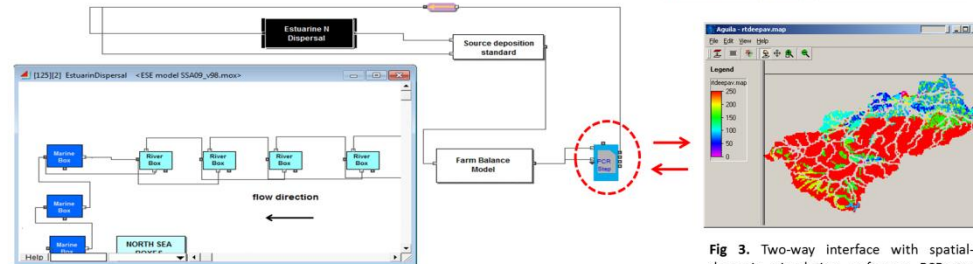 Estuarine N
Dispersal
Source deposition
standard
[125][2] EstuarinDispersal <ESE model SSA09_v98.mox>
Marine
Box
River
Box
River
Box
River
Box
River
Box
Marine
Box
flow direction
Marine
Box
NORTH SEA
BOXES
Help
Farm Balance
Model
PCR
Step
Aguila - rtdeepav.map
File Edit View Help
Legend
rtdeepav.map
250
200
150
100
50
0
Fig 3. Two-way interface with spatial-